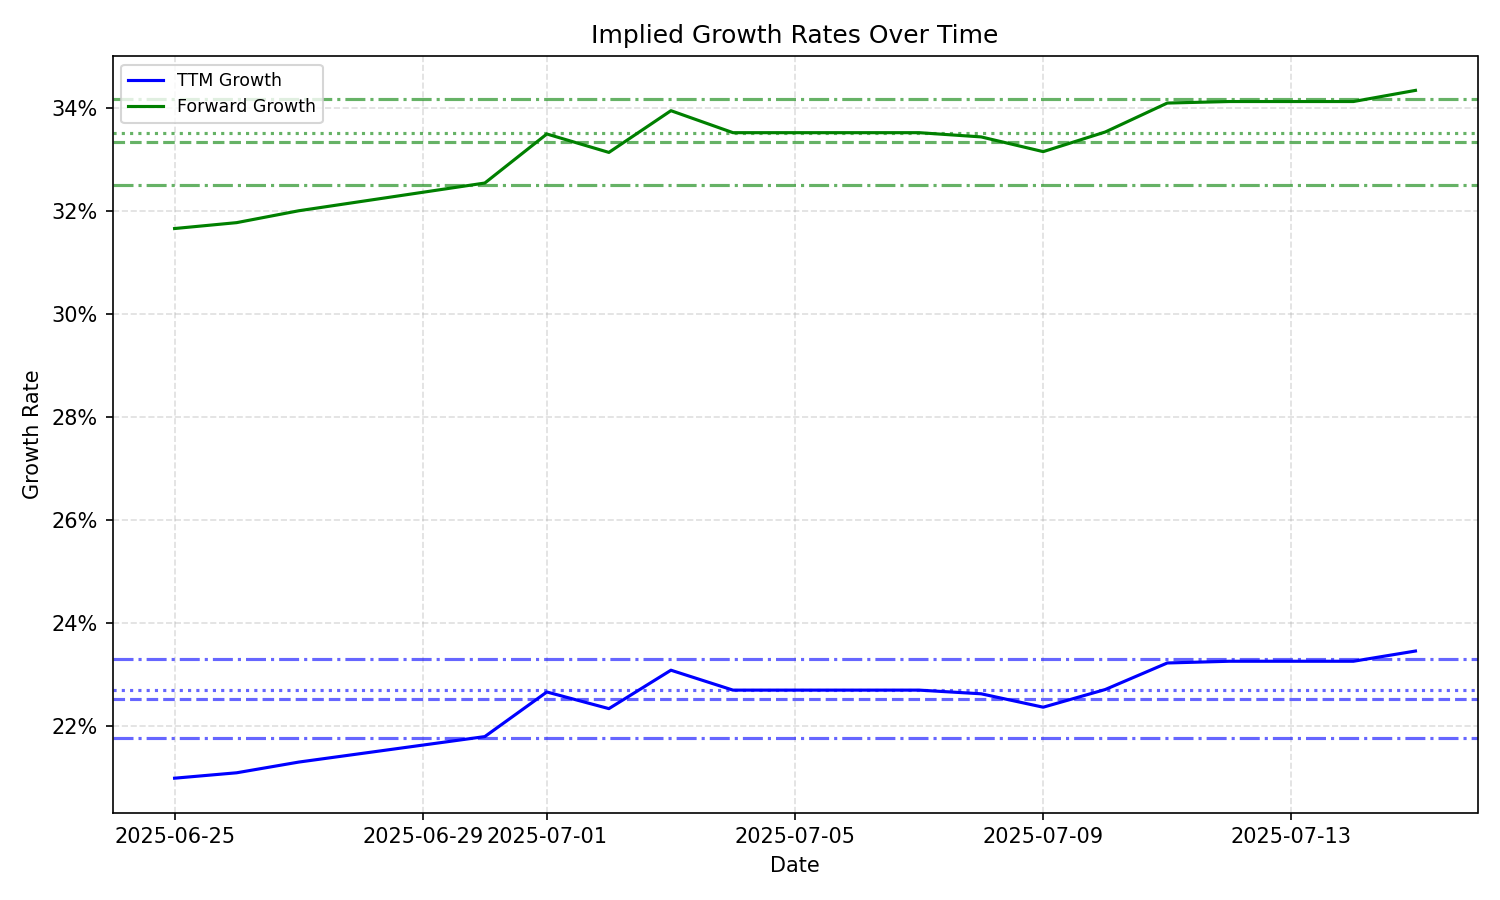 Implied Growth Rates Over Time
TTM Growth
Forward Growth
34%
32%
30%
28%
26%
24%
22%
Growth Rate
2025-06-25
2025-06-29
2025-07-01
2025-07-05
2025-07-09
2025-07-13
Date